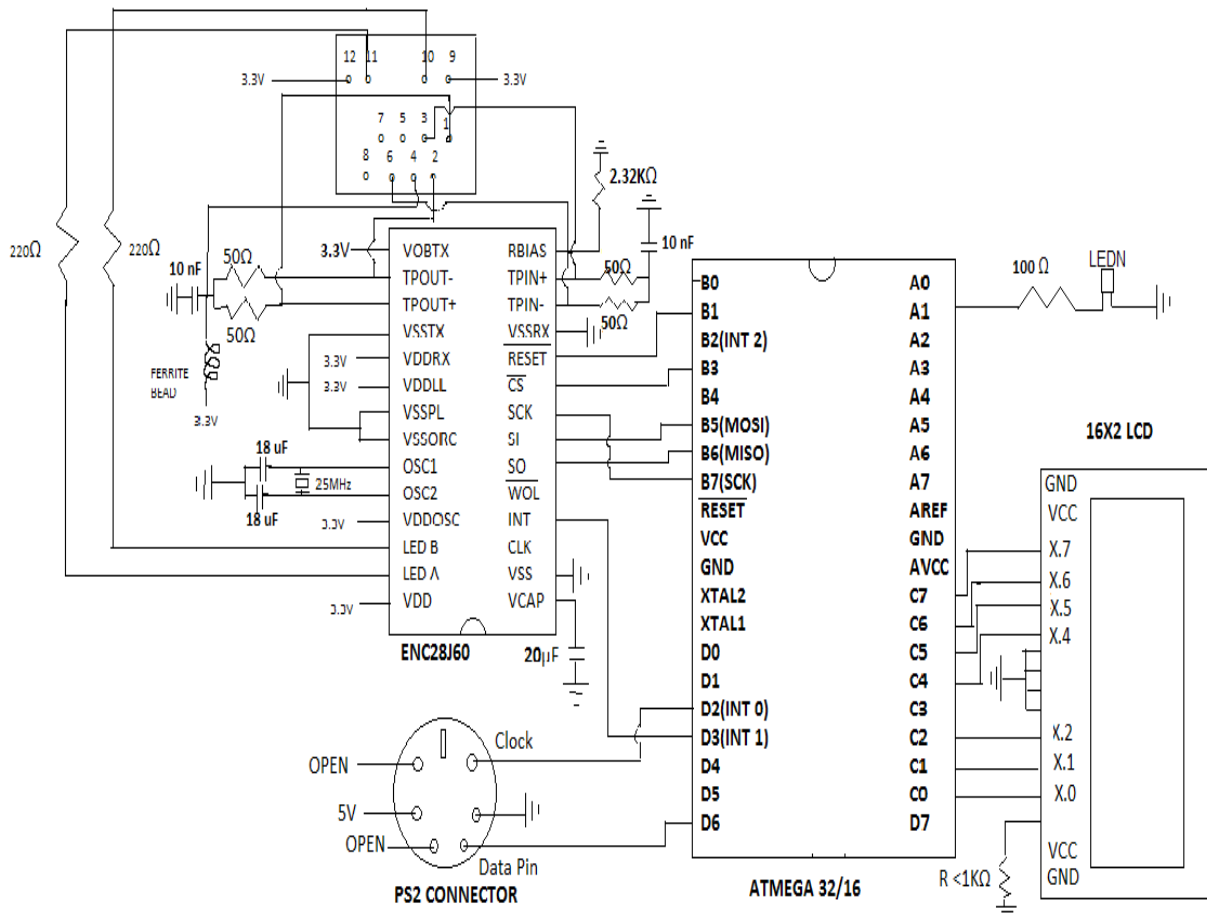 12 11 10 9
3.3V
3.3V
7 5 3 1
8 6 4 2
220Ω
220Ω
10 nF
50Ω
50Ω
FERRITE
BEAD
3.3V
3.3V
VOBTX
TPOUT-
TPOUT+
VSSTX
VDDRX
VDDLL
VSSPL
VSSORC
OSC1
OSC2
VDDOSC
LED B
LED A
VDD
3.3V
3.3V
18 uF
25MHz
18 uF
3.3V
3.3V
RBIAS
TPIN+
TPIN-
VSSRX
RESET
CS
SCK
SI
SO
WOL
INT
CLK
VSS
VCAP
ENC28J60
2.32KΩ
10 nF
50Ω
50Ω
20μF
B0
B1
B2(INT 2)
B3
B4
B5(MOSI)
B6(MISO)
B7(SCK)
RESET
VCC
GND
XTAL2
XTAL1
D0
D1
D2(INT 0)
D3(INT 1)
D4
D5
D6
A0
A1
A2
A3
A4
A5
A6
A7
AREF
GND
AVCC
C7
C6
C5
C4
C3
C2
C1
C0
D7
ATMEGA 32/16
100 Ω
LEDN
16X2 LCD
GND
VCC
X.7
X.6
X.5
X.4
X.2
X.1
X.0
VCC
GND
R <1KΩ
Clock
OPEN
5V
OPEN
Data Pin
PS2 CONNECTOR